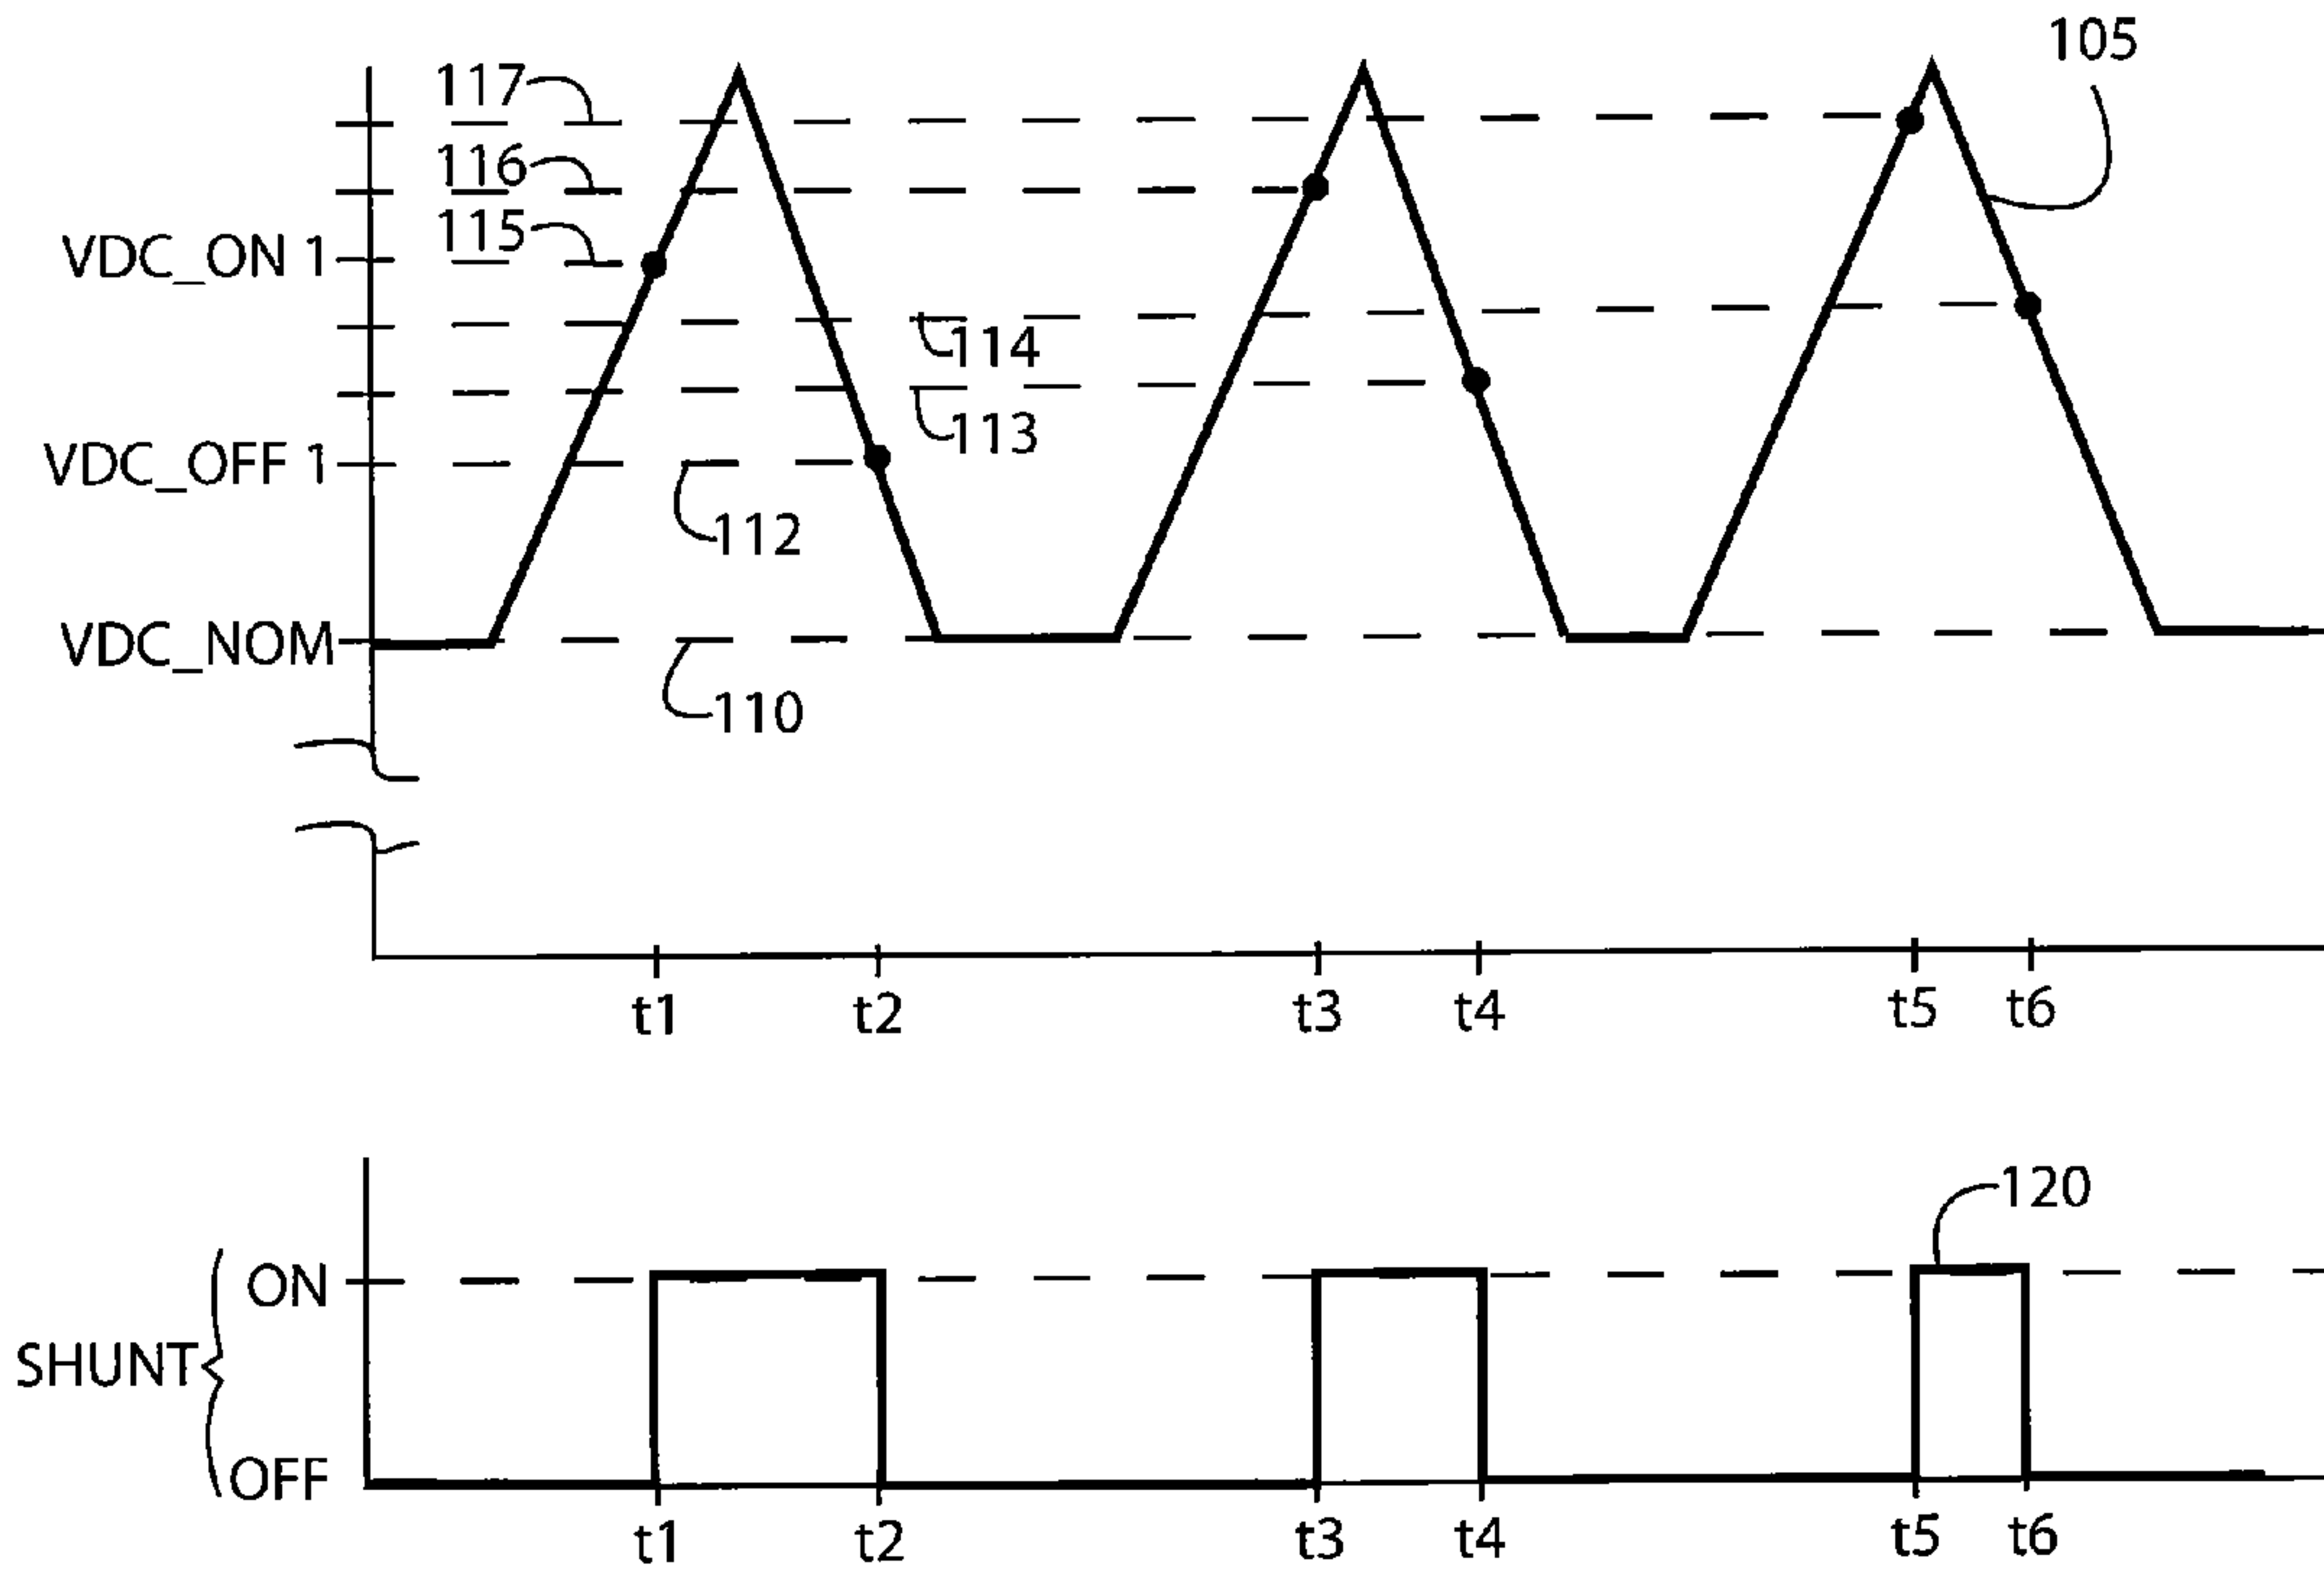 105
117
116
115
VDC_ON 1
114
113
VDC_OFF 1
112
VDC_NOM
110
t1 t2 t3 t4 t5 t6
120
ON
SHUNT
OFF
t1 t2 t3 t4 t5 t6